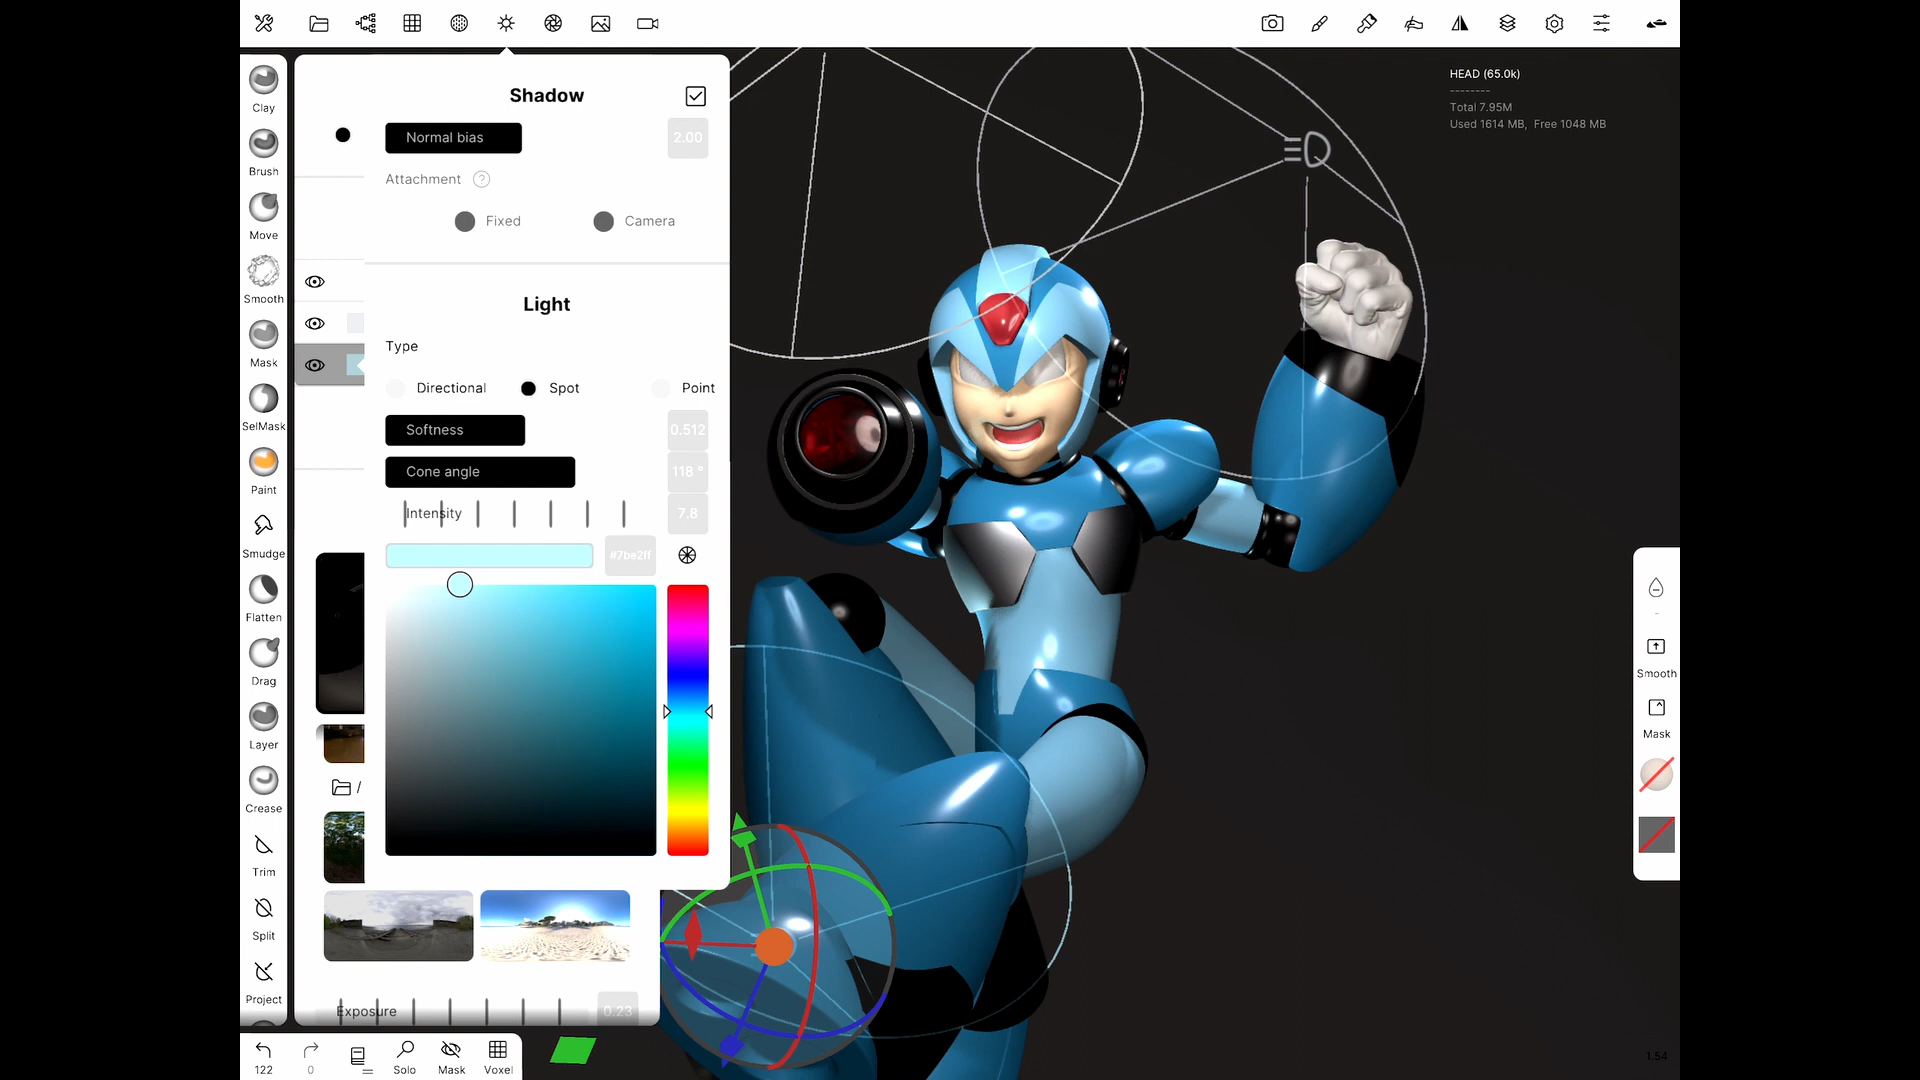 HEAD (65.0k)
--------
Total 7.95M
Used 1614 MB, Free 1048 MB
Clay
Brush
Move
Smooth
Mask
SelMask
Paint
Smudge
Flatten
Drag
Layer
Crease
Trim
Split
Project
Shadow
Normal bias 2.00
Attachment ?
Fixed Camera
Light
Type
Directional Spot Point
Softness 0.512
Cone angle 118 °
Intensity 7.8
#7be2ff
/
Exposure 0.23
122 0 Solo Mask Voxel
-
Smooth
Mask
1.54